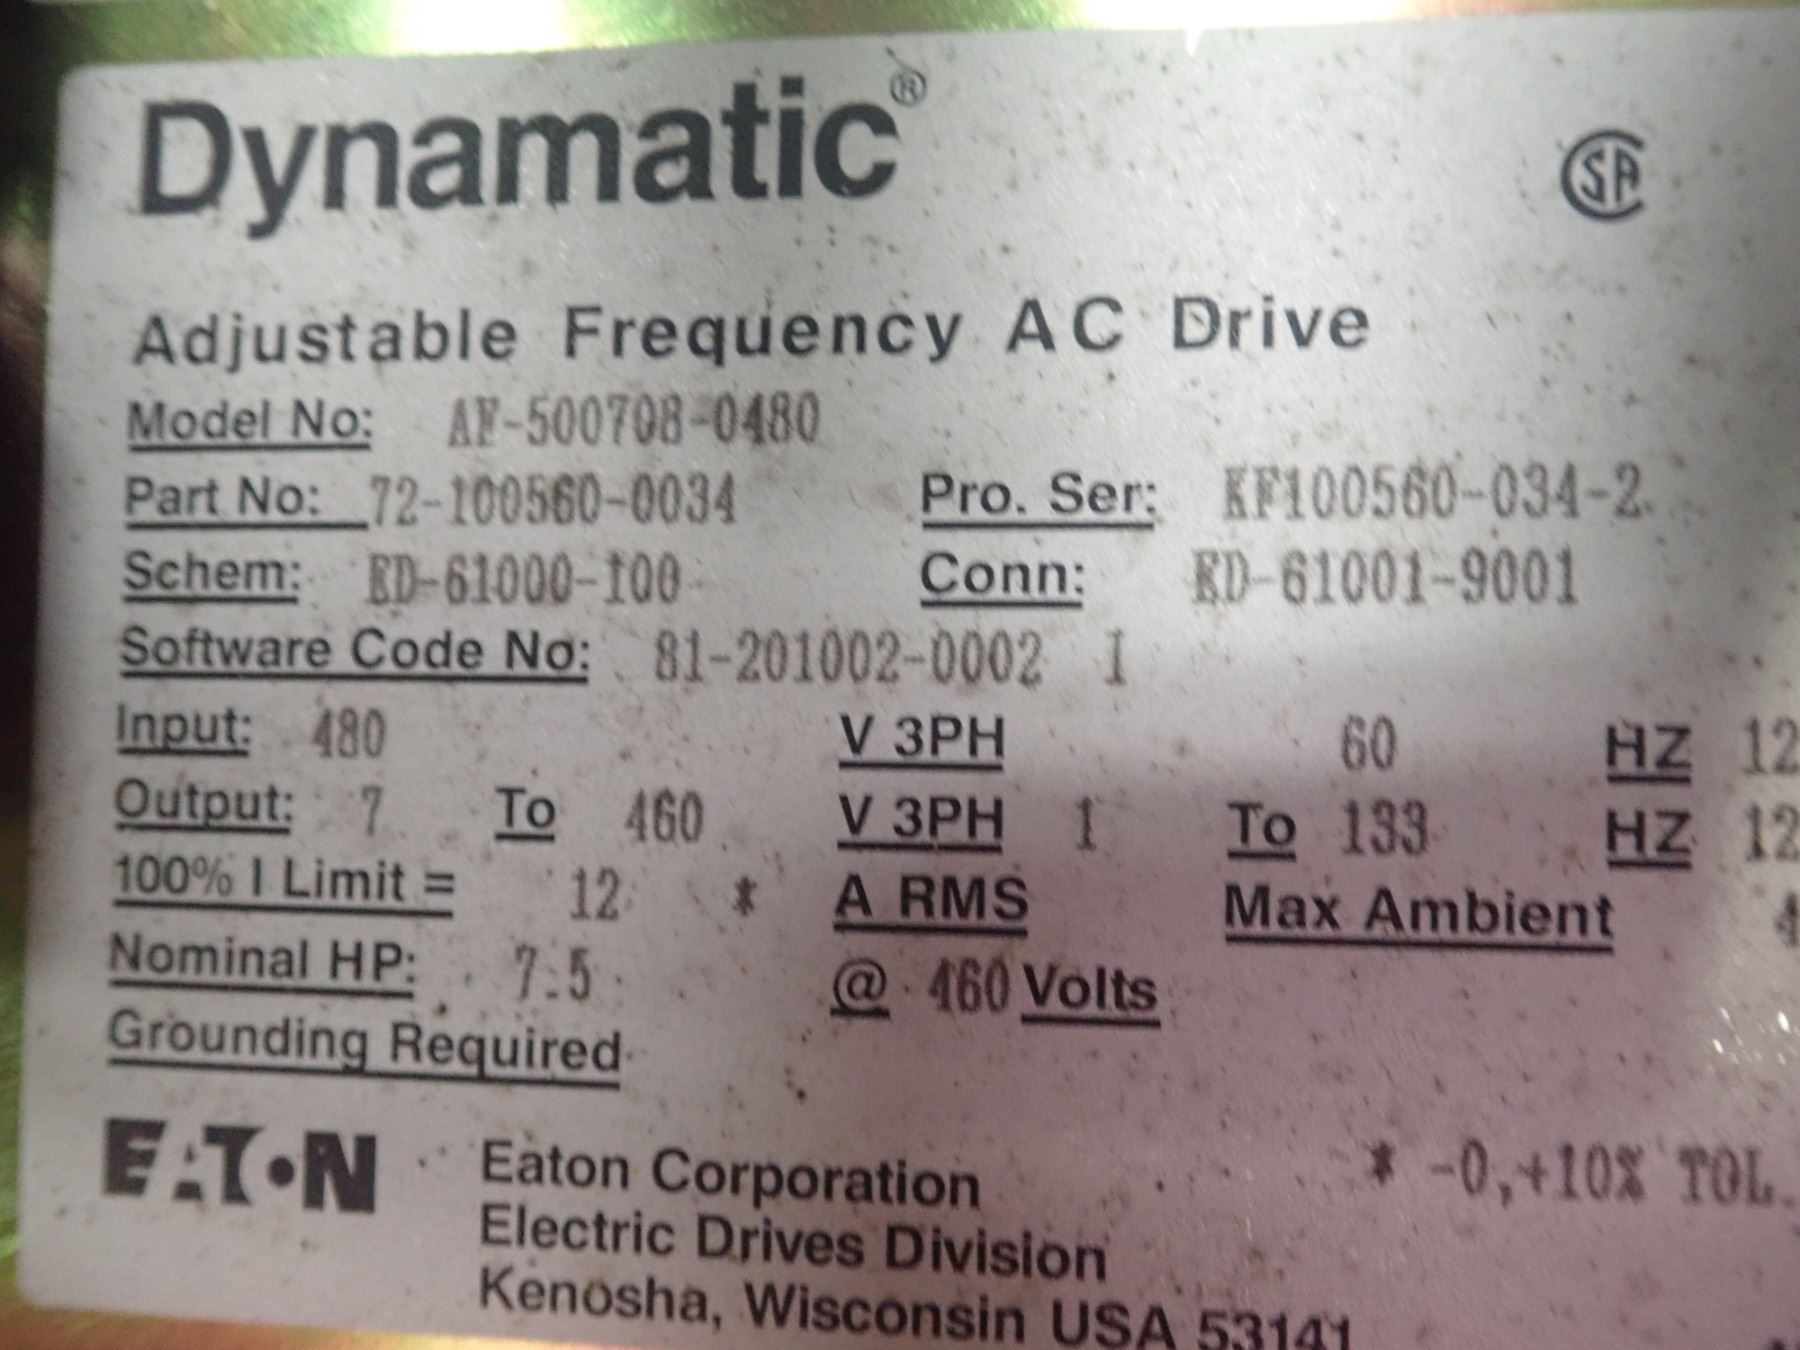 Dynamatic®
SA
Adjustable Frequency AC Drive
Model No: AF-500708-0480
Part No: 72-100560-0034 Pro. Ser: KF100560-034-2
Schem: ED-61000-100 Conn: ED-61001-9001
Software Code No: 81-201002-0002 I
Input: 480 V 3PH 60 HZ 12
Output: 7 To 460 V 3PH 1 To 133 HZ 12
100% I Limit = 12 * A RMS Max Ambient 4
Nominal HP: 7.5 @ 460 Volts
Grounding Required
EATON Eaton Corporation * -0,+10% TOL.
Electric Drives Division
Kenosha, Wisconsin USA 53141